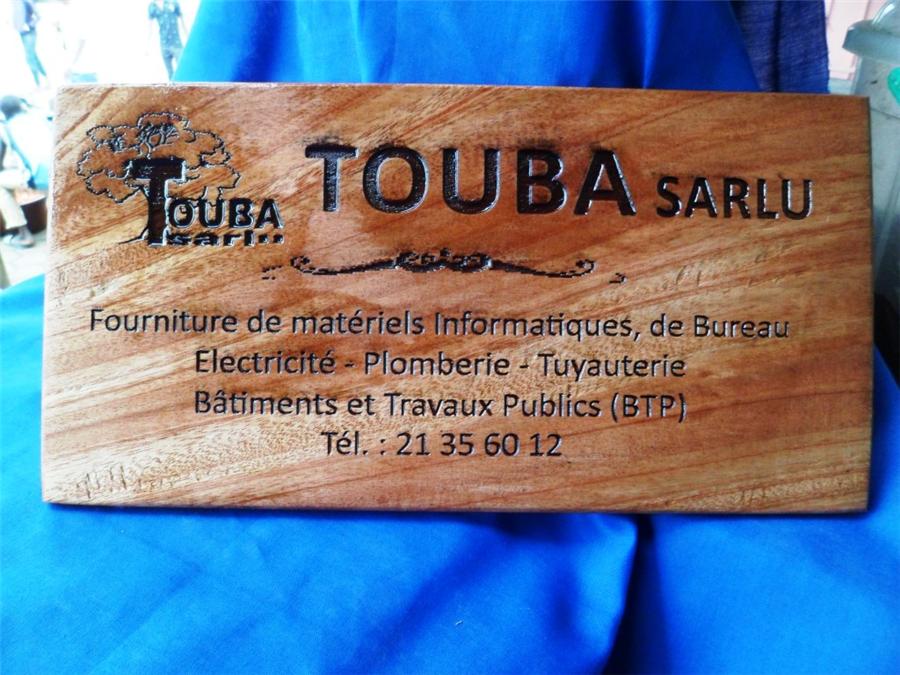 TOUBA
sarlu
TOUBA SARLU
Fourniture de matériels Informatiques, de Bureau
Electricité - Plomberie - Tuyauterie
Bâtiments et Travaux Publics (BTP)
Tél. : 21 35 60 12